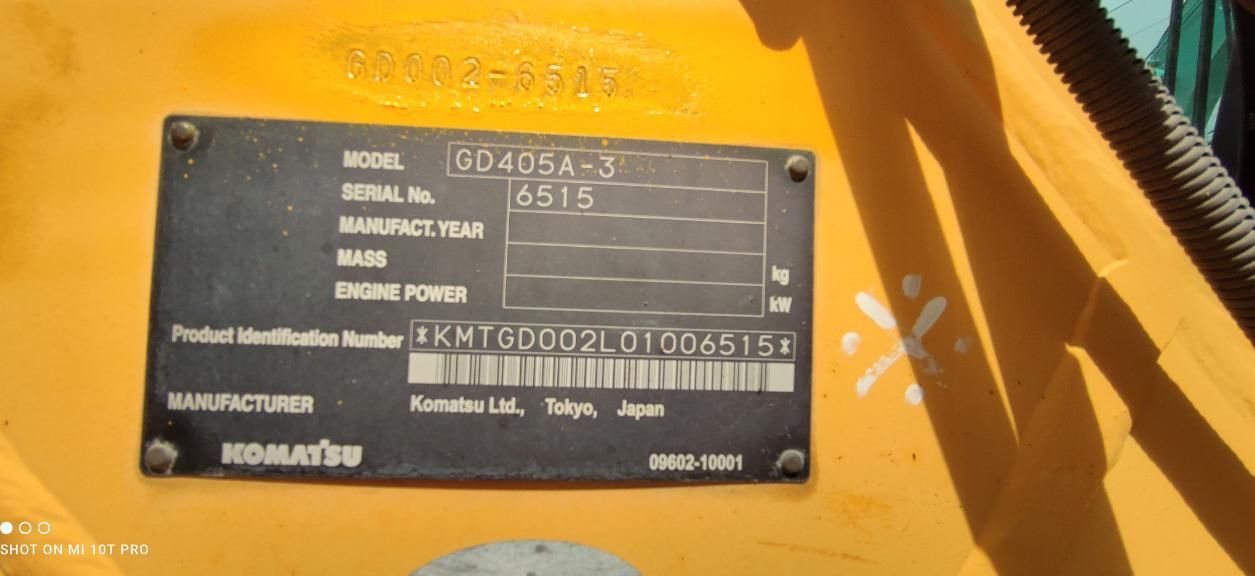 GD002-6515
MODEL GD405A-3
SERIAL No. 6515
MANUFACT. YEAR
MASS kg
ENGINE POWER kW
Product Identification Number *KMTGD002L01006515*
MANUFACTURER Komatsu Ltd., Tokyo, Japan
KOMATSU 09602-10001
SHOT ON MI 10T PRO